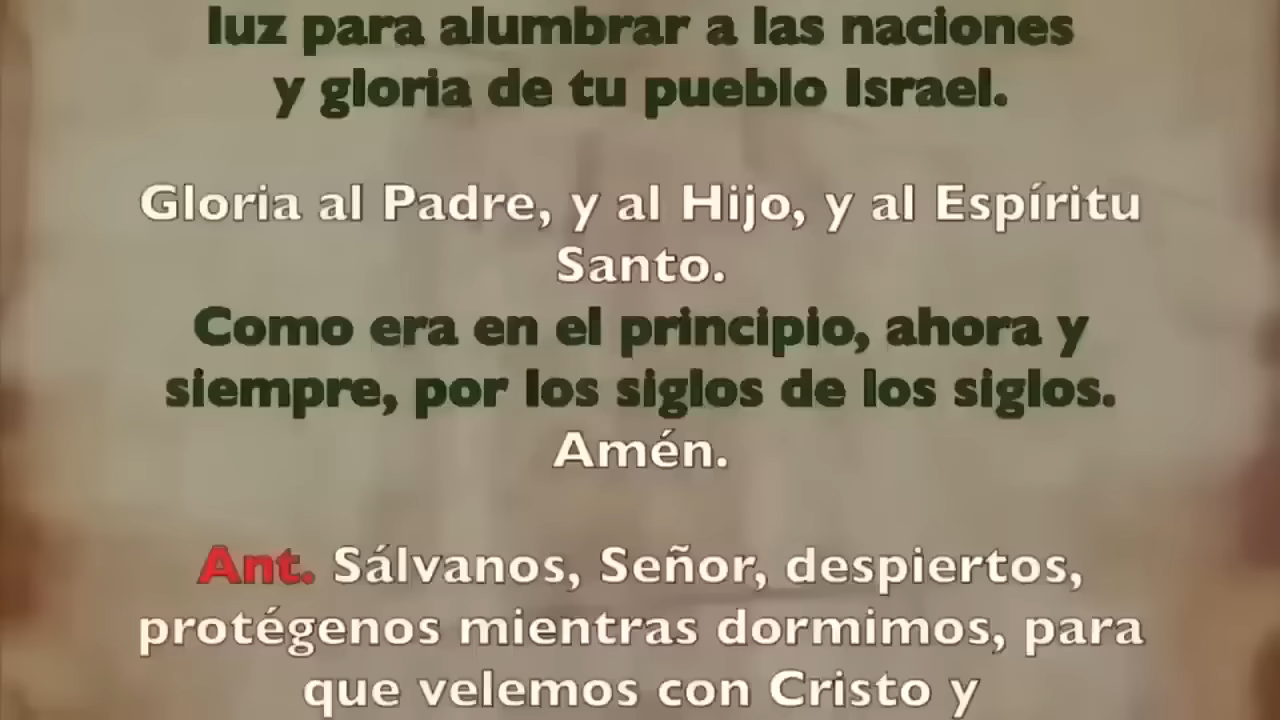 luz para alumbrar a las naciones
y gloria de tu pueblo Israel.
Gloria al Padre, y al Hijo, y al Espíritu
Santo.
Como era en el principio, ahora y
siempre, por los siglos de los siglos.
Amén.
Ant. Sálvanos, Señor, despiertos,
protégenos mientras dormimos, para
que velemos con Cristo y